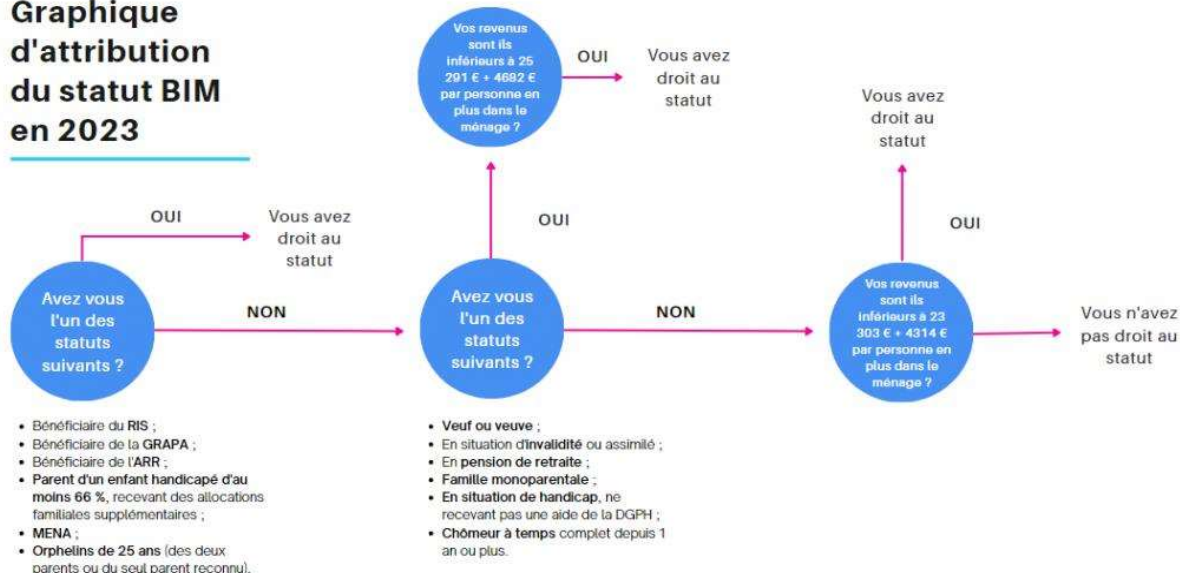 Graphique
d'attribution
du statut BIM
en 2023
Vos revenus
sont ils
inférieurs à 25
291 € + 4682 €
par personne en
plus dans le
ménage ?
OUI
Vous avez
droit au
statut
Vous avez
droit au
statut
OUI
Vous avez
droit au
statut
OUI
OUI
Avez vous
l'un des
statuts
suivants ?
NON
Avez vous
l'un des
statuts
suivants ?
NON
Vos revenus
sont ils
inférieurs à 23
303 € + 4314 €
par personne en
plus dans le
ménage ?
Vous n'avez
pas droit au
statut
• Bénéficiaire du RIS ;
• Bénéficiaire de la GRAPA ;
• Bénéficiaire de l'ARR ;
• Parent d'un enfant handicapé d'au
moins 66 %, recevant des allocations
familiales supplémentaires ;
• MENA ;
• Orphelins de 25 ans (des deux
parents ou du seul parent reconnu).
• Veuf ou veuve ;
• En situation d'invalidité ou assimilé ;
• En pension de retraite ;
• Famille monoparentale ;
• En situation de handicap, ne
recevant pas une aide de la DGPH ;
• Chômeur à temps complet depuis 1
an ou plus.